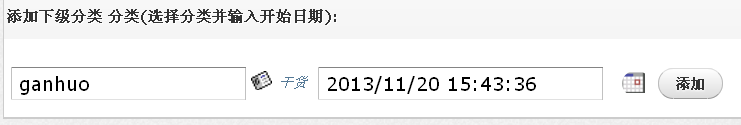 添加下级分类 分类(选择分类并输入开始日期):
ganhuo 干货 2013/11/20 15:43:36 添加